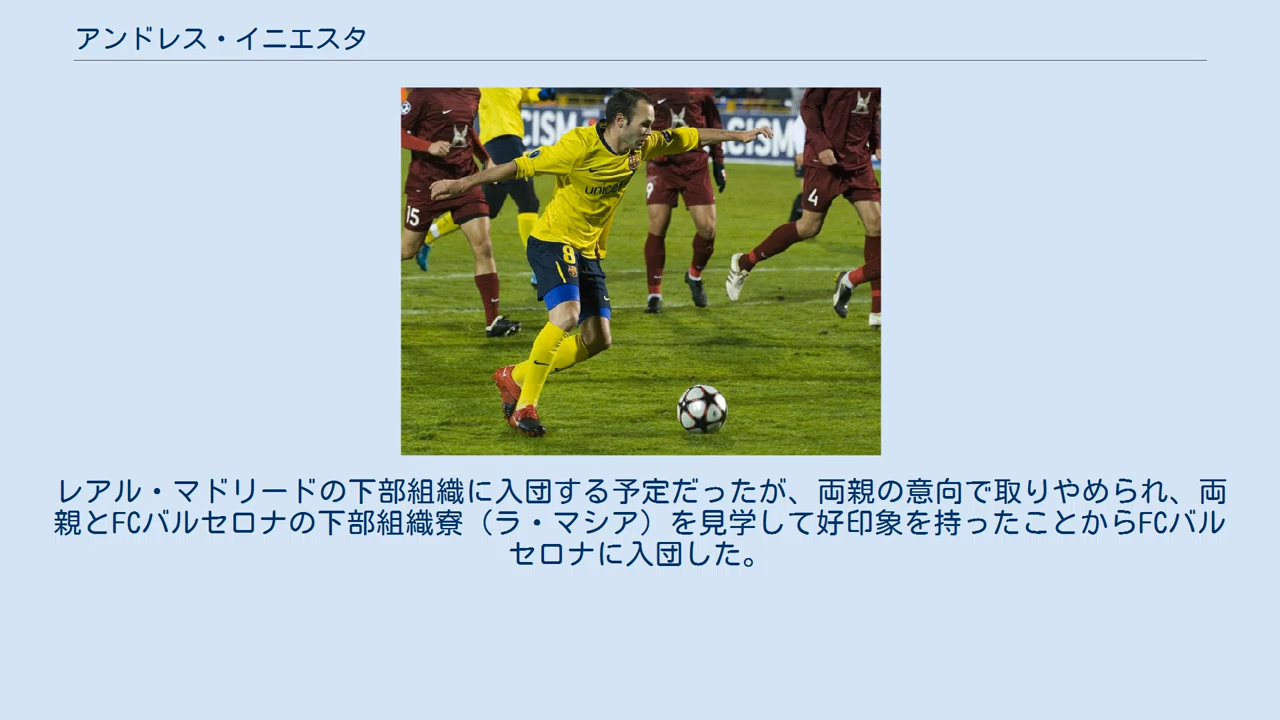 アンドレス・イニエスタ
CISM
CISM
15
unicef
8
9
4
レアル・マドリードの下部組織に入団する予定だったが、両親の意向で取りやめられ、両
親とFCバルセロナの下部組織寮（ラ・マシア）を見学して好印象を持ったことからFCバル
セロナに入団した。